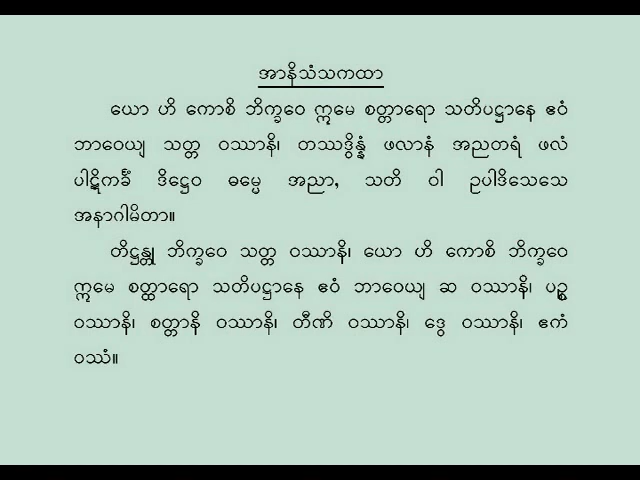 အာနိသံသကထာ
ယော ဟိ ကောစိ ဘိက္ခဝေ ဣမေ စတ္တာရော သတိပဋ္ဌာနေ ဧဝံ
ဘာဝေယျ သတ္တ ဝဿာနိ၊ တဿဒွိန္နံ ဖလာနံ အညတရံ ဖလံ
ပါဋိကင်္ခံ ဒိဋ္ဌေဝ ဓမ္မေ အညာ, သတိ ဝါ ဥပါဒိသေသေ
အနာဂါမိတာ။
တိဋ္ဌန္တု ဘိက္ခဝေ သတ္တ ဝဿာနိ၊ ယော ဟိ ကောစိ ဘိက္ခဝေ
ဣမေ စတ္ထာရော သတိပဋ္ဌာနေ ဧဝံ ဘာဝေယျ ဆ ဝဿာနိ၊ ပဉ္စ
ဝဿာနိ၊ စတ္တာနိ ဝဿာနိ၊ တီဏိ ဝဿာနိ၊ ဒွေ ဝဿာနိ၊ ဧကံ
ဝဿံ။